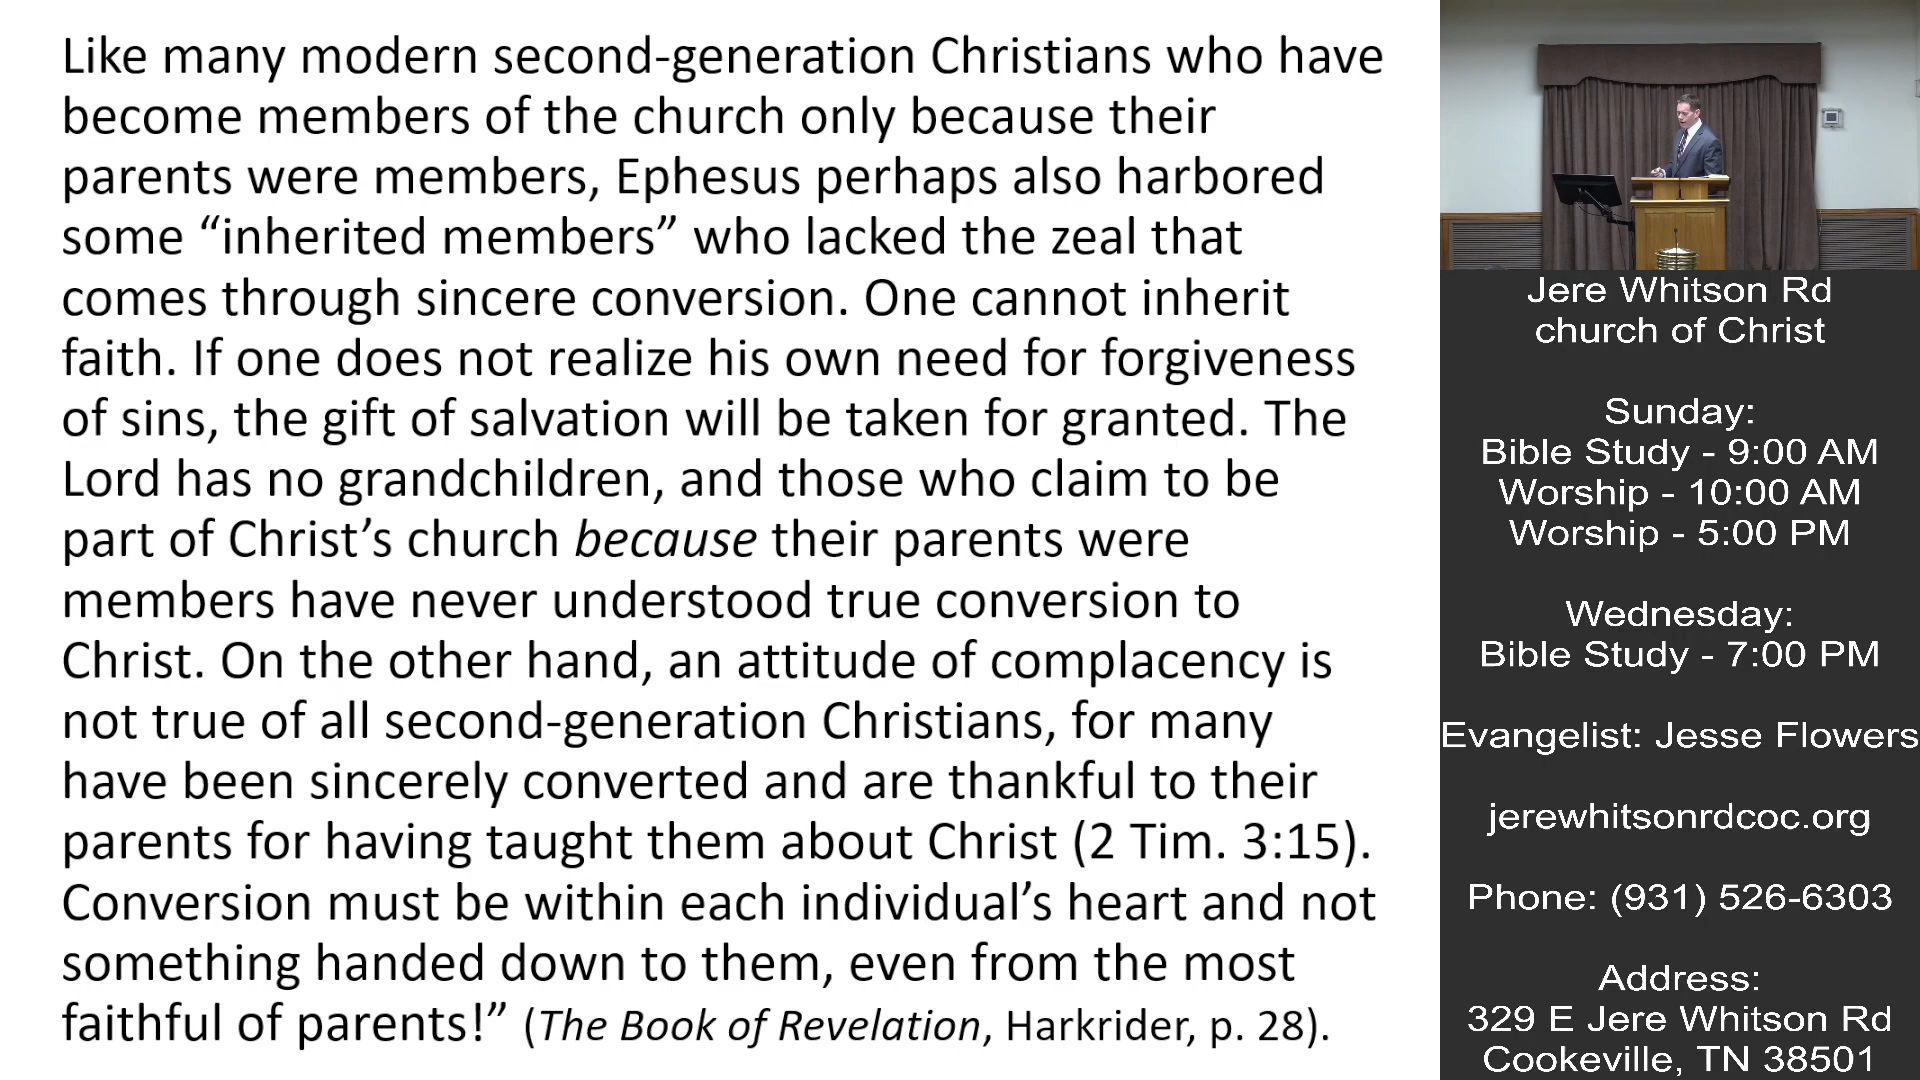 Like many modern second-generation Christians who have
become members of the church only because their
parents were members, Ephesus perhaps also harbored
some “inherited members” who lacked the zeal that
comes through sincere conversion. One cannot inherit
faith. If one does not realize his own need for forgiveness
of sins, the gift of salvation will be taken for granted. The
Lord has no grandchildren, and those who claim to be
part of Christ’s church because their parents were
members have never understood true conversion to
Christ. On the other hand, an attitude of complacency is
not true of all second-generation Christians, for many
have been sincerely converted and are thankful to their
parents for having taught them about Christ (2 Tim. 3:15).
Conversion must be within each individual’s heart and not
something handed down to them, even from the most
faithful of parents!” (The Book of Revelation, Harkrider, p. 28).
Jere Whitson Rd
church of Christ
Sunday:
Bible Study - 9:00 AM
Worship - 10:00 AM
Worship - 5:00 PM
Wednesday:
Bible Study - 7:00 PM
Evangelist: Jesse Flowers
jerewhitsonrdcoc.org
Phone: (931) 526-6303
Address:
329 E Jere Whitson Rd
Cookeville, TN 38501